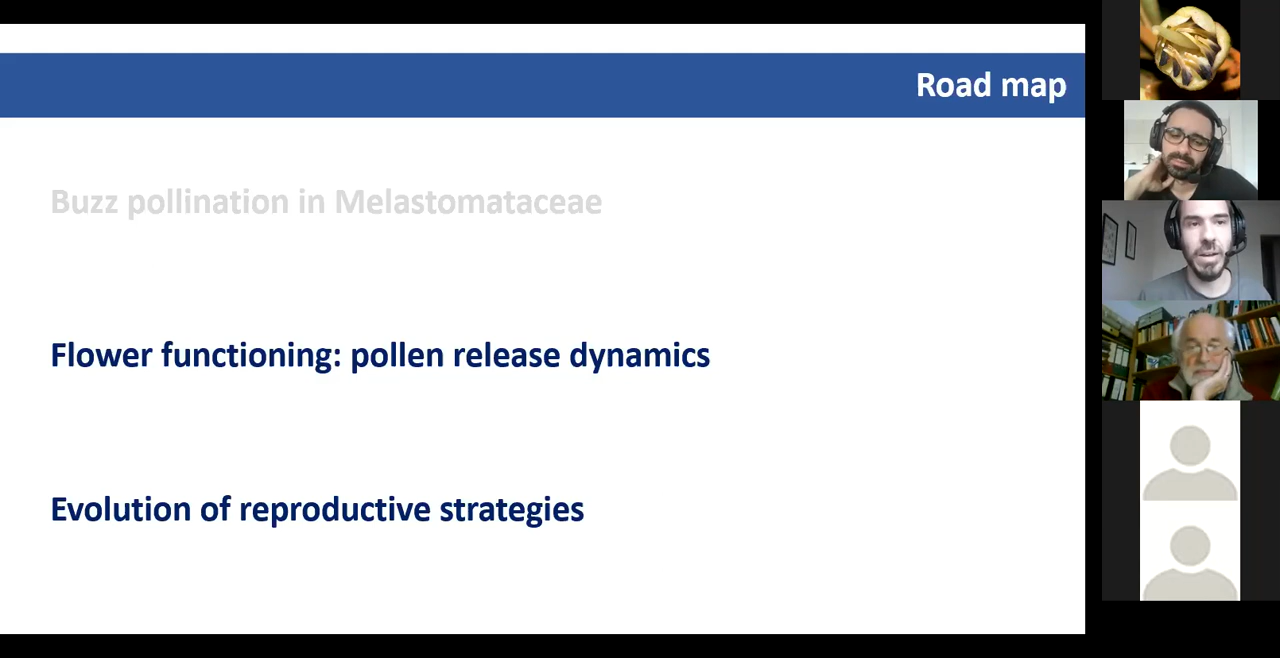 Road map
Buzz pollination in Melastomataceae
Flower functioning: pollen release dynamics
Evolution of reproductive strategies